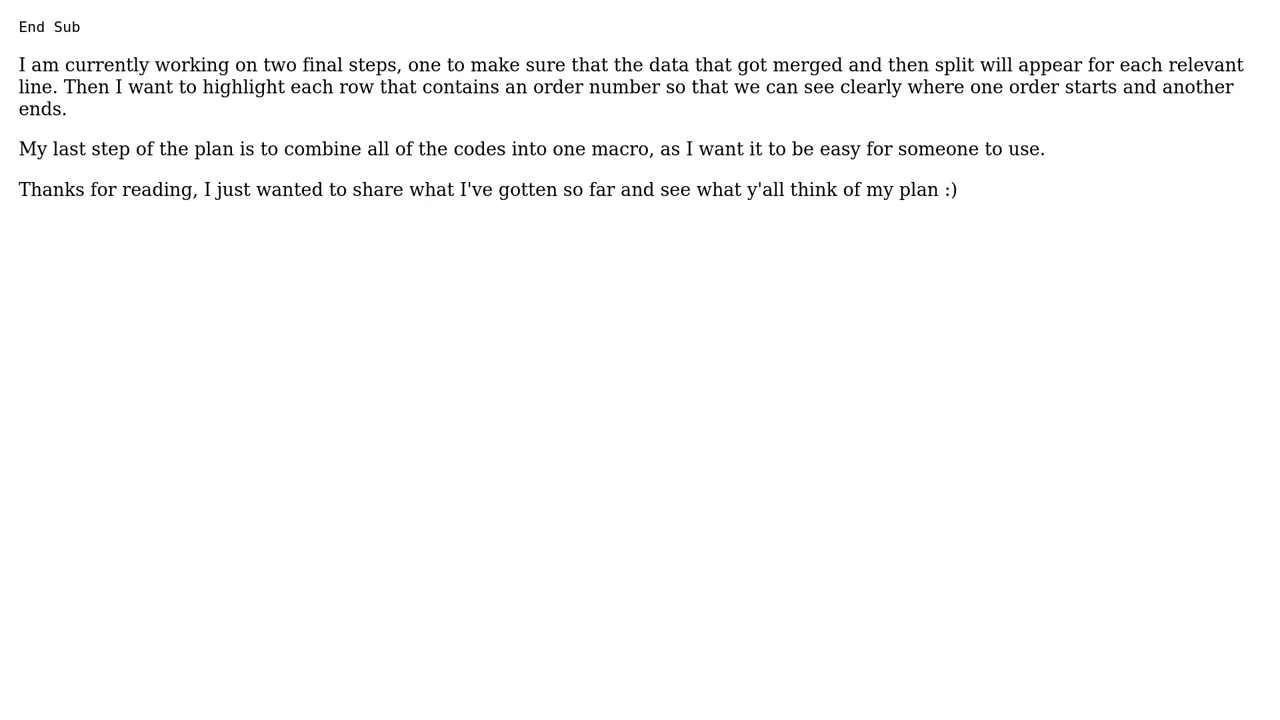 End Sub
I am currently working on two final steps, one to make sure that the data that got merged and then split will appear for each relevant
line. Then I want to highlight each row that contains an order number so that we can see clearly where one order starts and another
ends.
My last step of the plan is to combine all of the codes into one macro, as I want it to be easy for someone to use.
Thanks for reading, I just wanted to share what I've gotten so far and see what y'all think of my plan :)